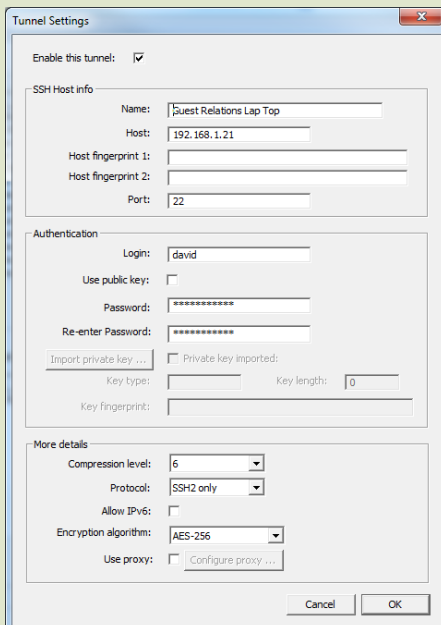 Tunnel Settings
Enable this tunnel:
SSH Host info
Name: Guest Relations Lap Top
Host: 192.168.1.21
Host fingerprint 1:
Host fingerprint 2:
Port: 22
Authentication
Login: david
Use public key:
Password: ***********
Re-enter Password: ***********
Import private key ... Private key imported:
Key type: Key length: 0
Key fingerprint:
More details
Compression level: 6
Protocol: SSH2 only
Allow IPv6:
Encryption algorithm: AES-256
Use proxy: Configure proxy ...
Cancel OK